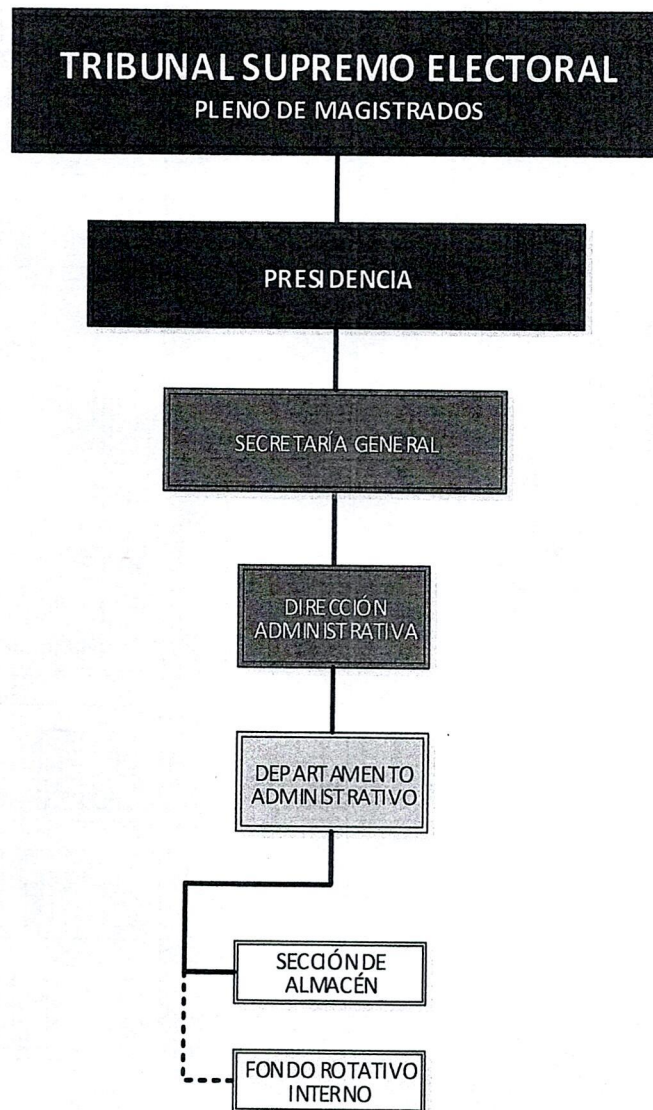 TRIBUNAL SUPREMO ELECTORAL
PLENO DE MAGISTRADOS
PRESIDENCIA
SECRETARÍA GENERAL
DIRECCIÓN
ADMINISTRATIVA
DEPARTAMENTO
ADMINISTRATIVO
SECCIÓN DE
ALMACÉN
FONDO ROTATIVO
INTERNO